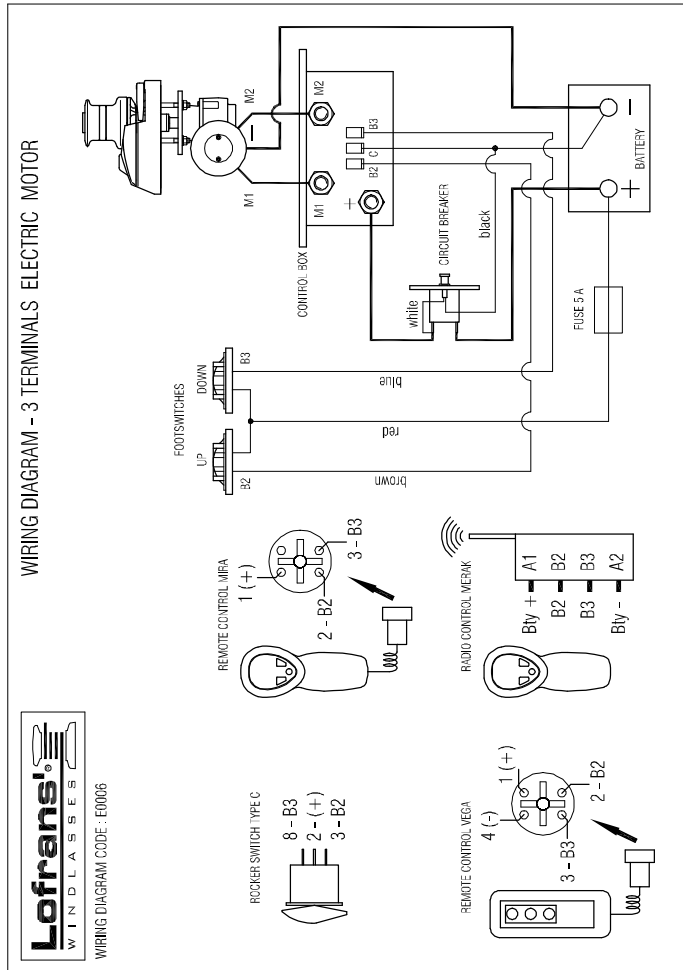 Lofrans'®
WINDLASSES
WIRING DIAGRAM CODE : E0006
WIRING DIAGRAM - 3 TERMINALS ELECTRIC MOTOR
ROCKER SWITCH TYPE C
8 - B3
2 - (+)
3 - B2
REMOTE CONTROL MIRA
1 (+)
2 - B2
3 - B3
FOOTSWITCHES
UP
DOWN
B2
B3
brown
red
blue
CONTROL BOX
M1
M2
M1
M2
-
+
B2
C
B3
CIRCUIT BREAKER
white
black
FUSE 5 A
BATTERY
+
-
REMOTE CONTROL VEGA
4 (-)
1 (+)
3 - B3
2 - B2
RADIO CONTROL MERAK
Bty + A1
B2 B2
B3 B3
Bty - A2